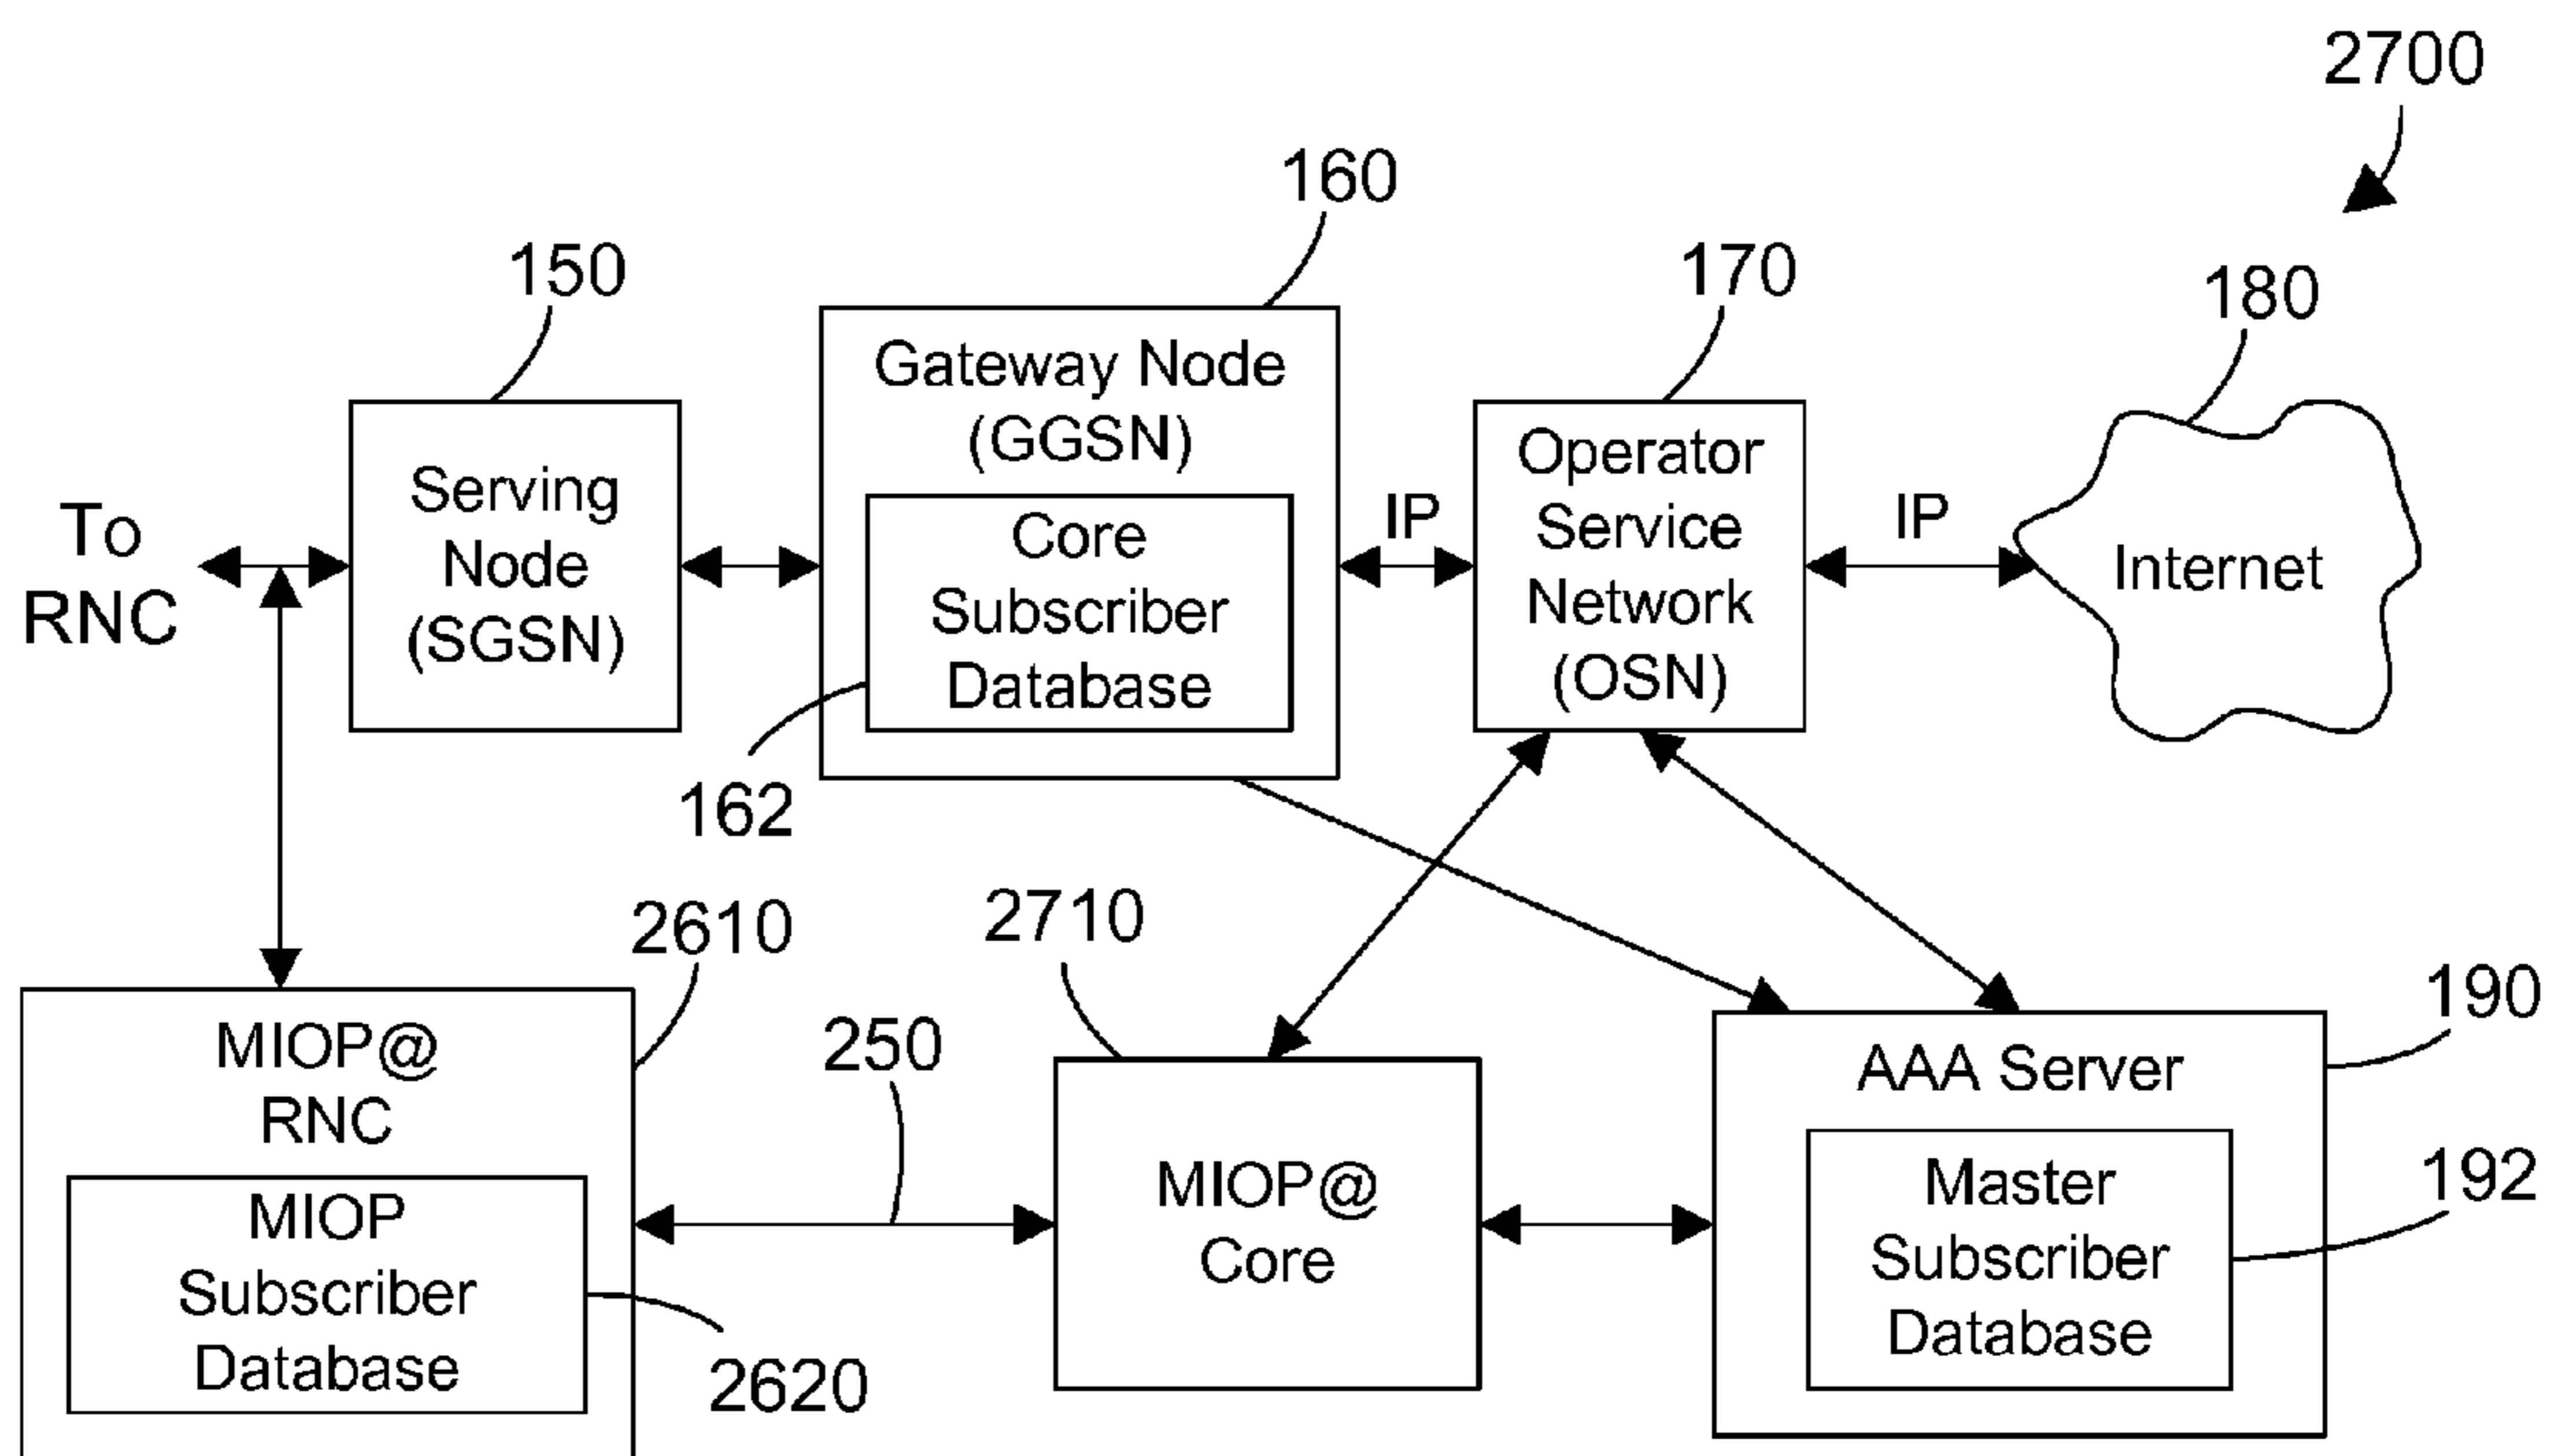 2700
160
150
170
180
Gateway Node
(GGSN)
Core
Subscriber
Database
Serving
Node
(SGSN)
To
RNC
IP
Operator
Service
Network
(OSN)
IP
Internet
162
2610
2710
190
250
MIOP@
RNC
MIOP
Subscriber
Database
2620
MIOP@
Core
AAA Server
Master
Subscriber
Database
192